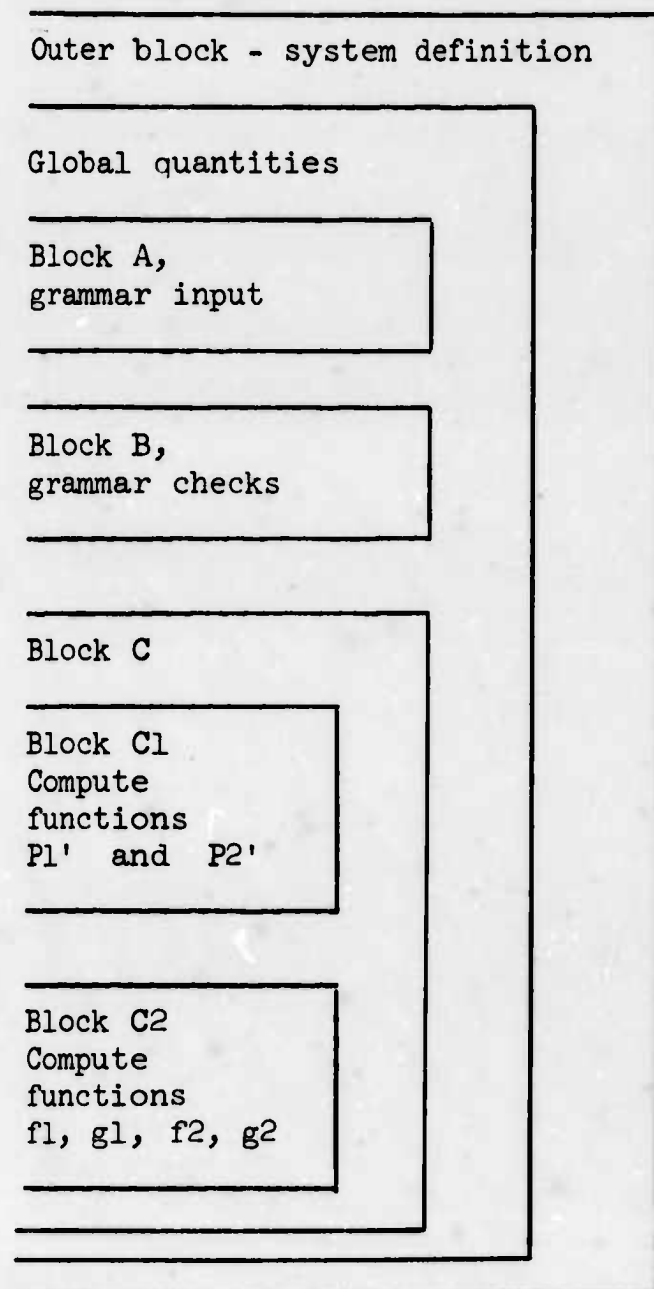 Outer block - system definition
Global quantities
Block A,
grammar input
Block B,
grammar checks
Block C
Block C1
Compute
functions
P1' and P2'
Block C2
Compute
functions
f1, g1, f2, g2